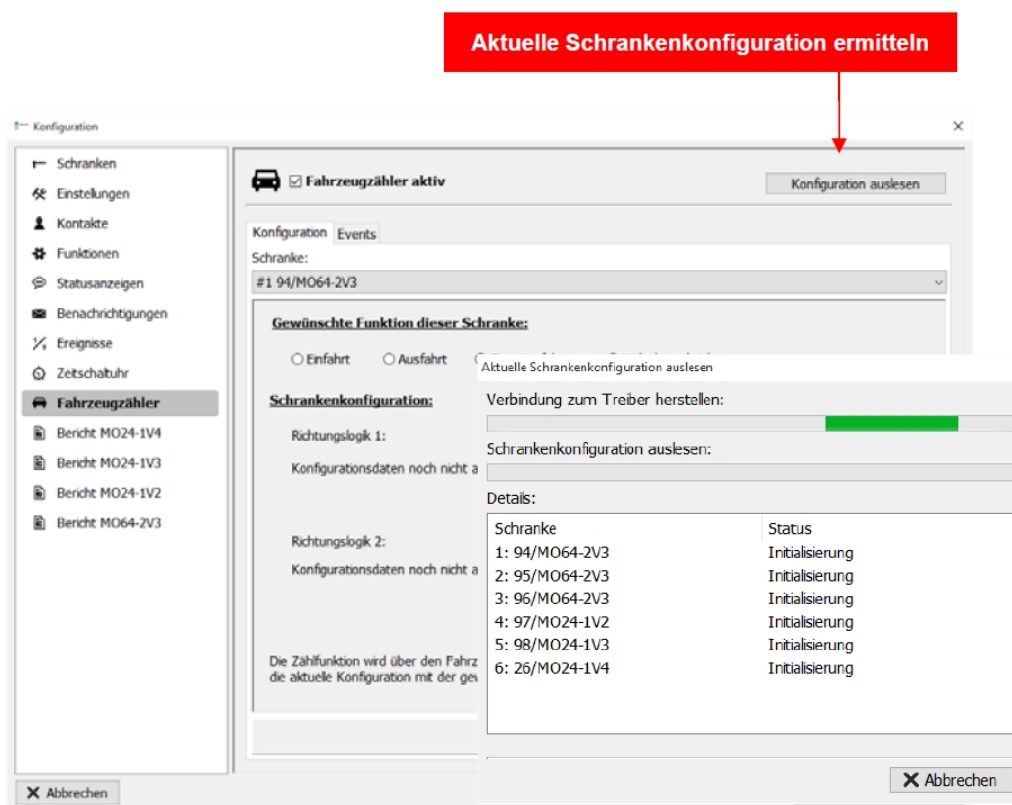 Aktuelle Schrankenkonfiguration ermitteln
Konfiguration
Schranken
Einstellungen
Kontakte
Funktionen
Statusanzeigen
Benachrichtigungen
Ereignisse
Zeitschaltuhr
Fahrzeugzähler
Bericht MO24-1V4
Bericht MO24-1V3
Bericht MO24-1V2
Bericht MO64-2V3
Abbrechen
Fahrzeugzähler aktiv
Konfiguration auslesen
Konfiguration Events
Schranke:
#1 94/MO64-2V3
Gewünschte Funktion dieser Schranke:
Einfahrt Ausfahrt
Schrankenkonfiguration:
Richtungslogik 1:
Konfigurationsdaten noch nicht a
Richtungslogik 2:
Konfigurationsdaten noch nicht a
Die Zählfunktion wird über den Fahrz
die aktuelle Konfiguration mit der gew
Aktuelle Schrankenkonfiguration auslesen
Verbindung zum Treiber herstellen:
Schrankenkonfiguration auslesen:
Details:
Schranke Status
1: 94/MO64-2V3 Initialisierung
2: 95/MO64-2V3 Initialisierung
3: 96/MO64-2V3 Initialisierung
4: 97/MO24-1V2 Initialisierung
5: 98/MO24-1V3 Initialisierung
6: 26/MO24-1V4 Initialisierung
Abbrechen